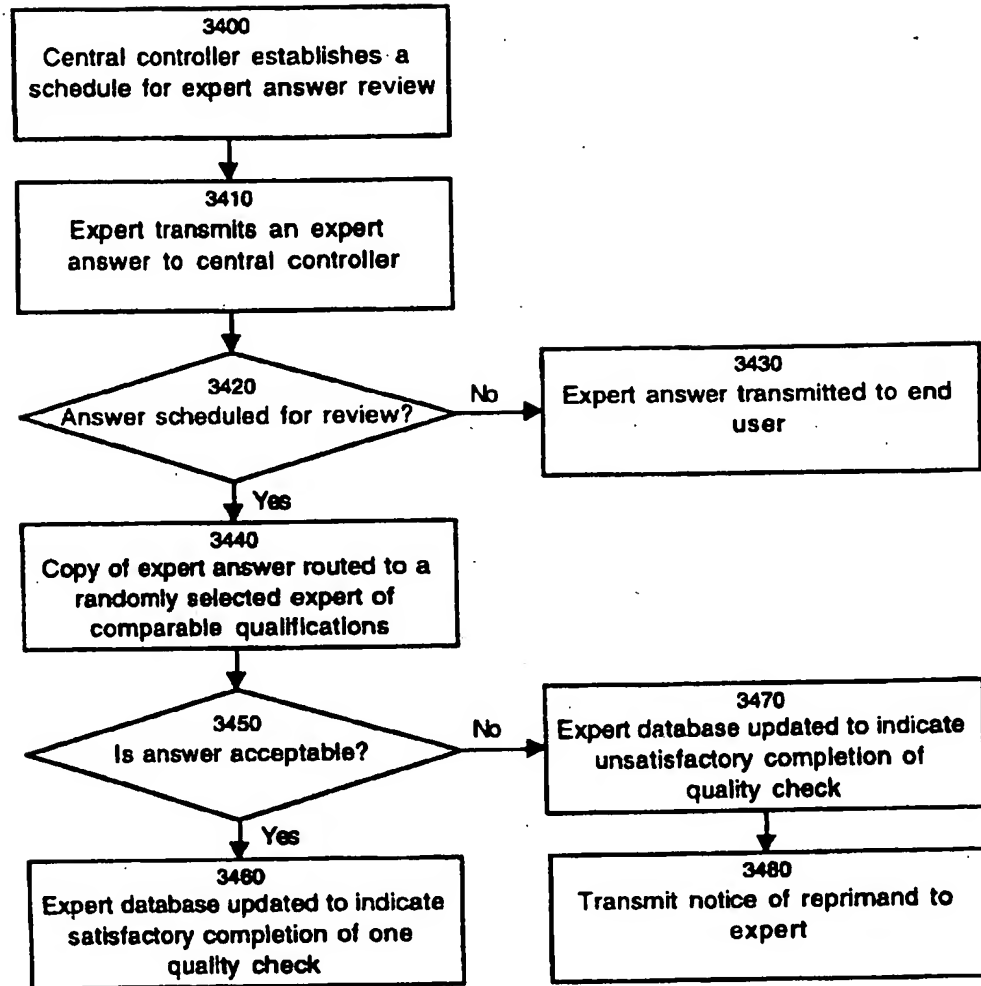 3400
Central controller establishes a
schedule for expert answer review
3410
Expert transmits an expert
answer to central controller
3420
Answer scheduled for review?
No
3430
Expert answer transmitted to end
user
Yes
3440
Copy of expert answer routed to a
randomly selected expert of
comparable qualifications
3450
Is answer acceptable?
No
3470
Expert database updated to indicate
unsatisfactory completion of
quality check
Yes
3460
Expert database updated to indicate
satisfactory completion of one
quality check
3480
Transmit notice of reprimand to
expert